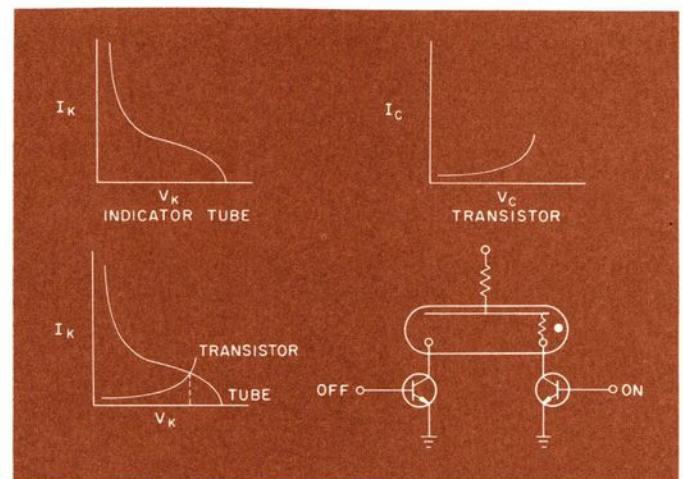 I_K
V_K
INDICATOR TUBE
I_C
V_C
TRANSISTOR
I_K
TRANSISTOR
TUBE
V_K
OFF
ON